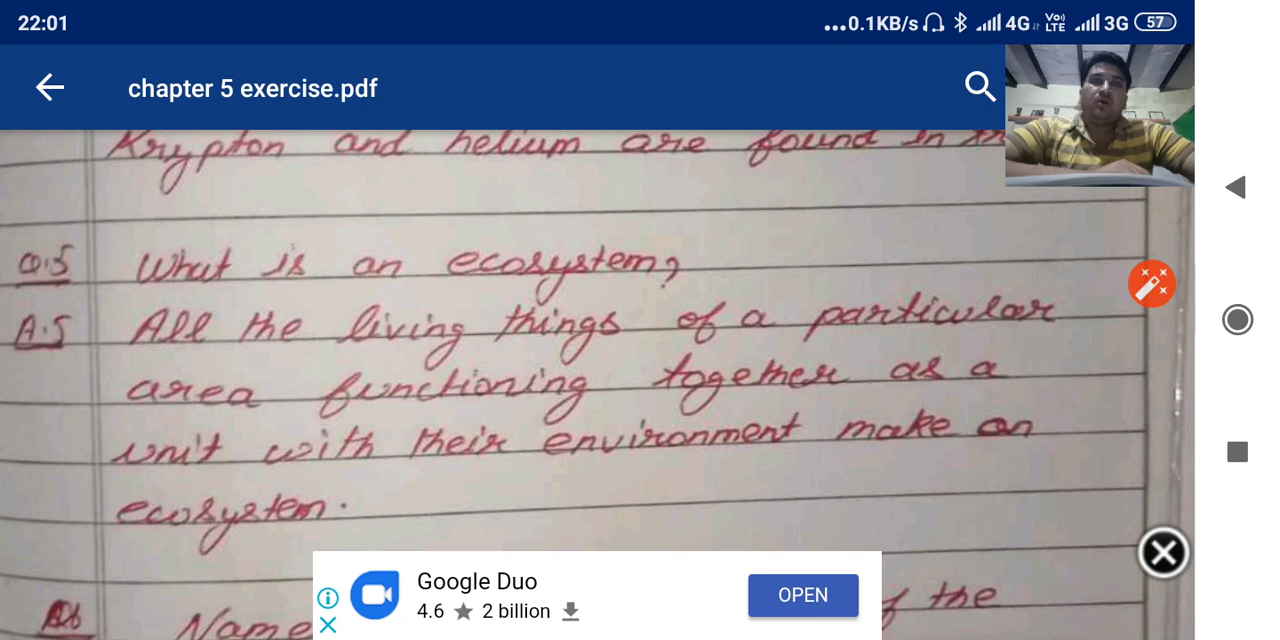 22:01
...0.1KB/s 4G VoLTE 3G 57
chapter 5 exercise.pdf
Krypton and helium are found in
Q.5 What is an ecosystem?
A.5 All the living things of a particular
area functioning together as a
unit with their environment make an
ecosystem.
Google Duo
4.6 ★ 2 billion
OPEN
Name the